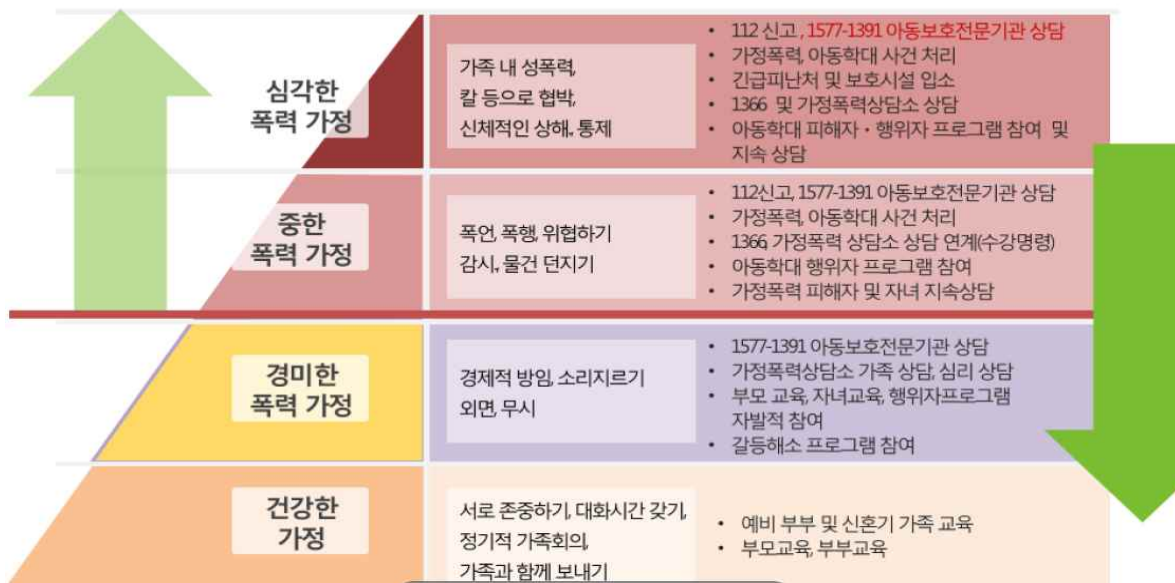 심각한
폭력 가정
가족 내 성폭력,
칼 등으로 협박,
신체적인 상해, 통제
• 112 신고 , 1577-1391 아동보호전문기관 상담
• 가정폭력, 아동학대 사건 처리
• 긴급피난처 및 보호시설 입소
• 1366 및 가정폭력상담소 상담
• 아동학대 피해자・행위자 프로그램 참여 및
지속 상담
중한
폭력 가정
폭언, 폭행, 위협하기
감시, 물건 던지기
• 112신고, 1577-1391 아동보호전문기관 상담
• 가정폭력, 아동학대 사건 처리
• 1366, 가정폭력 상담소 상담 연계(수강명령)
• 아동학대 행위자 프로그램 참여
• 가정폭력 피해자 및 자녀 지속상담
경미한
폭력 가정
경제적 방임, 소리지르기
외면, 무시
• 1577-1391 아동보호전문기관 상담
• 가정폭력상담소 가족 상담, 심리 상담
• 부모 교육, 자녀교육, 행위자프로그램
자발적 참여
• 갈등해소 프로그램 참여
건강한
가정
서로 존중하기, 대화시간 갖기,
정기적 가족회의,
가족과 함께 보내기
• 예비 부부 및 신혼기 가족 교육
• 부모교육, 부부교육